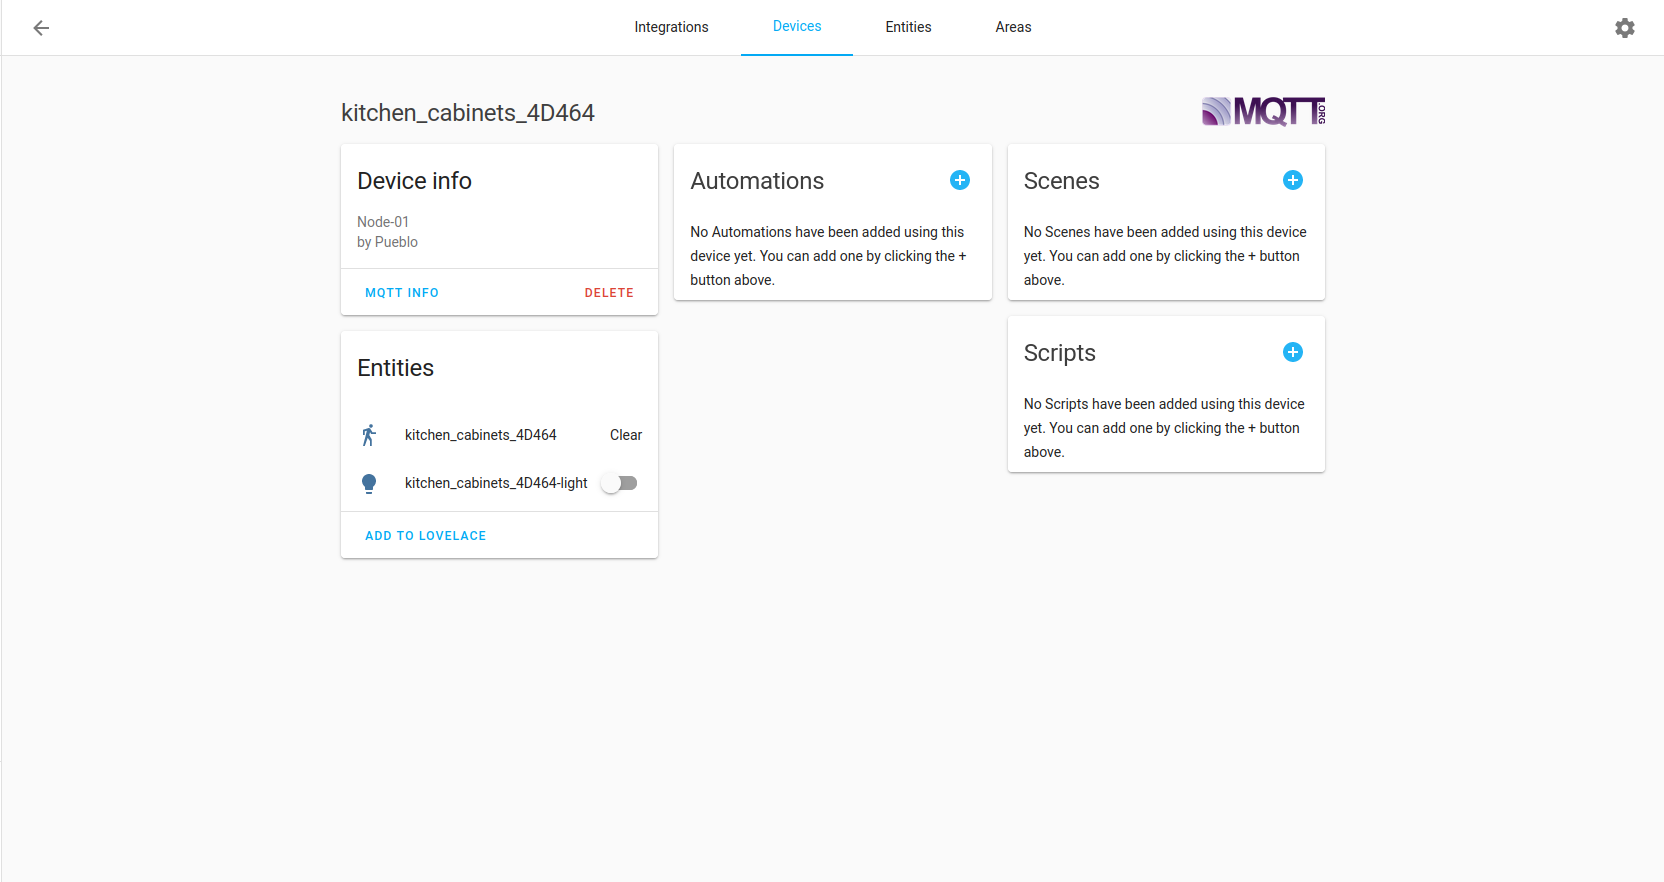 Integrations
Devices
Entities
Areas
kitchen_cabinets_4D464
MQTT.ORG
Device info
Node-01
by Pueblo
MQTT INFO
DELETE
Entities
kitchen_cabinets_4D464
Clear
kitchen_cabinets_4D464-light
ADD TO LOVELACE
Automations
No Automations have been added using this
device yet. You can add one by clicking the +
button above.
Scenes
No Scenes have been added using this device
yet. You can add one by clicking the + button
above.
Scripts
No Scripts have been added using this device
yet. You can add one by clicking the + button
above.